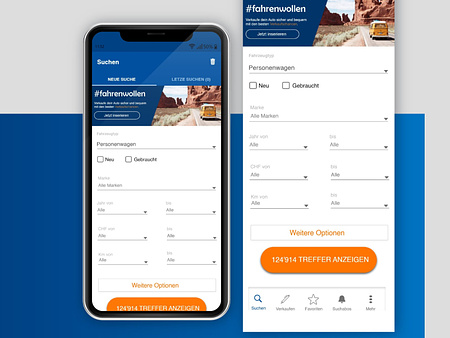 Suchen
NEUE SUCHE
LETZE SUCHEN (5)
#fahrenwollen
Verkaufe dein Auto sicher und bequem
mit den besten
Jetzt inserieren
Fahrzeugtyp
Personenwagen
Neu
Gebraucht
Marke
Alle Marken
Jahr von
bis
Alle
Alle
CHF von
bis
Alle
Alle
Km von
bis
Alle
Alle
Weitere Optionen
124'914 TREFFER ANZEIGEN
#fahrenwollen
Verkaufe dein Auto sicher und bequem
mit den besten
Jetzt inserieren
Fahrzeugtyp
Personenwagen
Neu
Gebraucht
Marke
Alle Marken
Jahr von
bis
Alle
Alle
CHF von
bis
Alle
Alle
Km von
bis
Alle
Alle
Weitere Optionen
124'914 TREFFER ANZEIGEN
Suchen
Verkaufen
Favoriten
Suchabos
Mehr